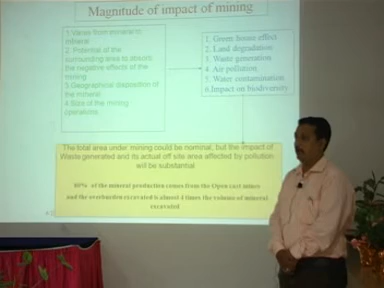 Magnitude of impact of mining
1.Varies from mineral to
mineral
2. Potential of the
surrounding area to absorb
the negative effects of the
mining
3.Geographical disposition of
the mineral
4.Size of the mining
operations
1. Green house effect
2. Land degradation
3. Waste generation
4. Air pollution
5. Water contamination
6.Impact on biodiversity
The total area under mining could be nominal, but the impact of
Waste generated and its actual off site area affected by pollution
will be substantial
80% of the mineral production comes from the Open cast mines
and the overburden excavated is almost 4 times the volume of mineral
excavated